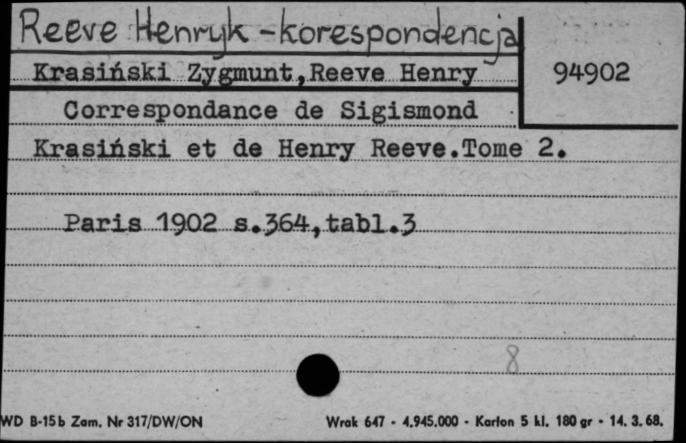 Reeve Henryk - korespondencja
Krasiński Zygmunt,Reeve Henry
94902
Correspondance de Sigismond
Krasiński et de Henry Reeve.Tome 2.
Paris 1902 s.364,tabl.3
8
WD B-15b Zam. Nr 317/DW/ON
Wrak 647 - 4.945.000 - Karton 5 kl. 180 gr - 14. 3. 68.